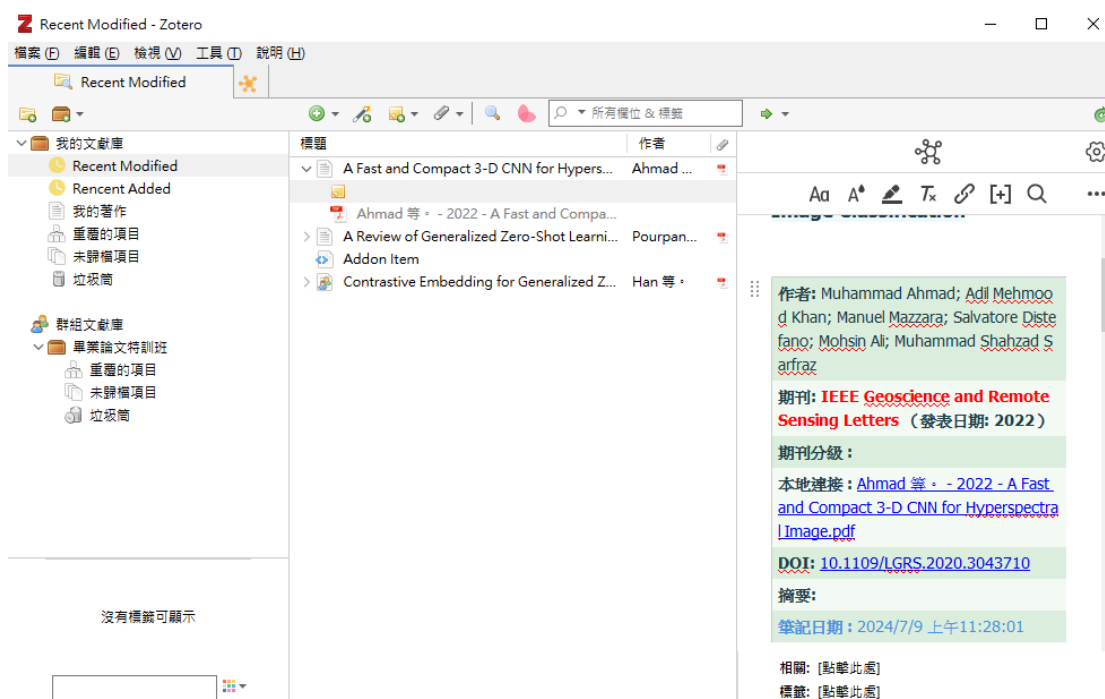 Recent Modified - Zotero
檔案 (F) 編輯 (E) 檢視 (V) 工具 (T) 說明 (H)
Recent Modified
所有欄位 & 標籤
我的文獻庫
Recent Modified
Rencent Added
我的著作
重覆的項目
未歸檔項目
垃圾筒
群組文獻庫
畢業論文特訓班
重覆的項目
未歸檔項目
垃圾筒
沒有標籤可顯示
標題 作者
A Fast and Compact 3-D CNN for Hypers... Ahmad ...
Ahmad 等。 - 2022 - A Fast and Compa...
A Review of Generalized Zero-Shot Learni... Pourpan...
Addon Item
Contrastive Embedding for Generalized Z... Han 等。
Image Classification
作者: Muhammad Ahmad; Adil Mehmoo
d Khan; Manuel Mazzara; Salvatore Diste
fano; Mohsin Ali; Muhammad Shahzad S
arfraz
期刊: IEEE Geoscience and Remote
Sensing Letters （發表日期: 2022）
期刊分級：
本地連接：Ahmad 等。 - 2022 - A Fast
and Compact 3-D CNN for Hyperspectra
l Image.pdf
DOI: 10.1109/LGRS.2020.3043710
摘要:
筆記日期：2024/7/9 上午11:28:01
相關: [點擊此處]
標籤: [點擊此處]